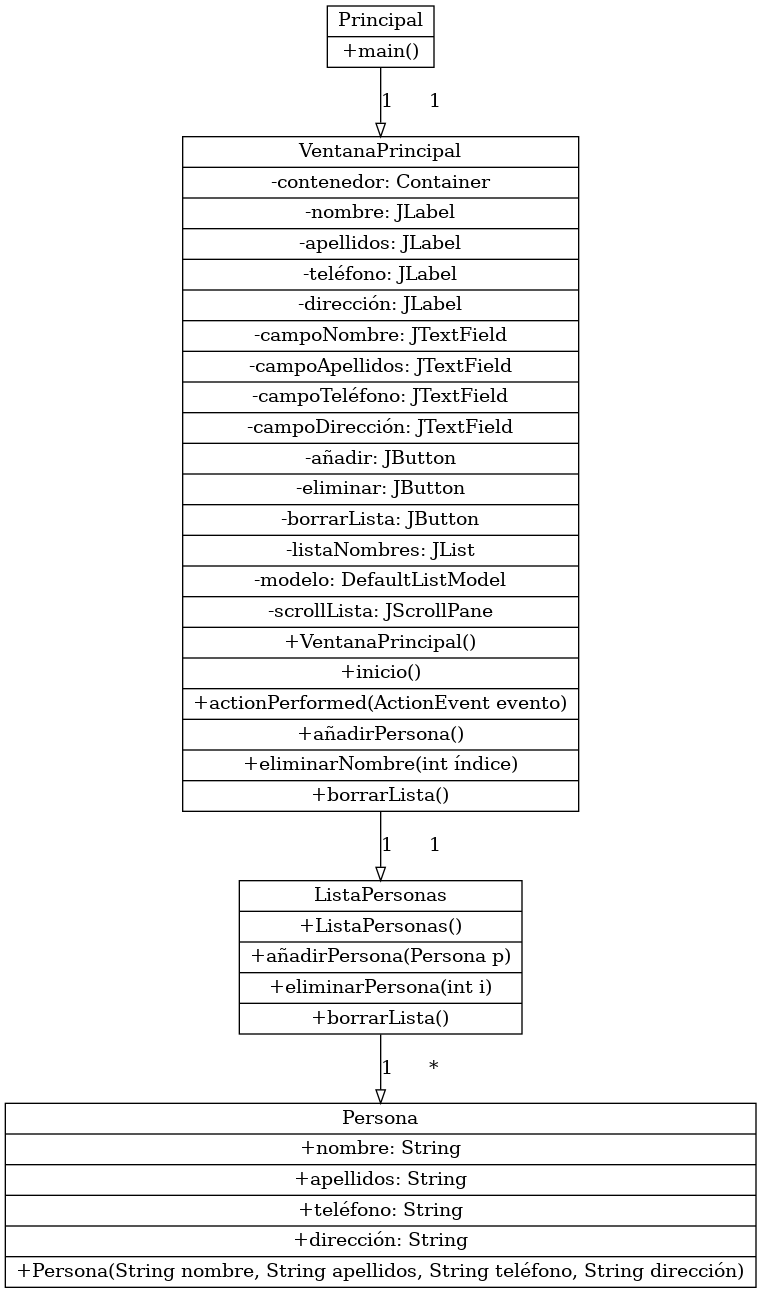 Principal
+main()
1 1
VentanaPrincipal
-contenedor: Container
-nombre: JLabel
-apellidos: JLabel
-teléfono: JLabel
-dirección: JLabel
-campoNombre: JTextField
-campoApellidos: JTextField
-campoTeléfono: JTextField
-campoDirección: JTextField
-añadir: JButton
-eliminar: JButton
-borrarLista: JButton
-listaNombres: JList
-modelo: DefaultListModel
-scrollLista: JScrollPane
+VentanaPrincipal()
+inicio()
+actionPerformed(ActionEvent evento)
+añadirPersona()
+eliminarNombre(int índice)
+borrarLista()
1 1
ListaPersonas
+ListaPersonas()
+añadirPersona(Persona p)
+eliminarPersona(int i)
+borrarLista()
1 *
Persona
+nombre: String
+apellidos: String
+teléfono: String
+dirección: String
+Persona(String nombre, String apellidos, String teléfono, String dirección)